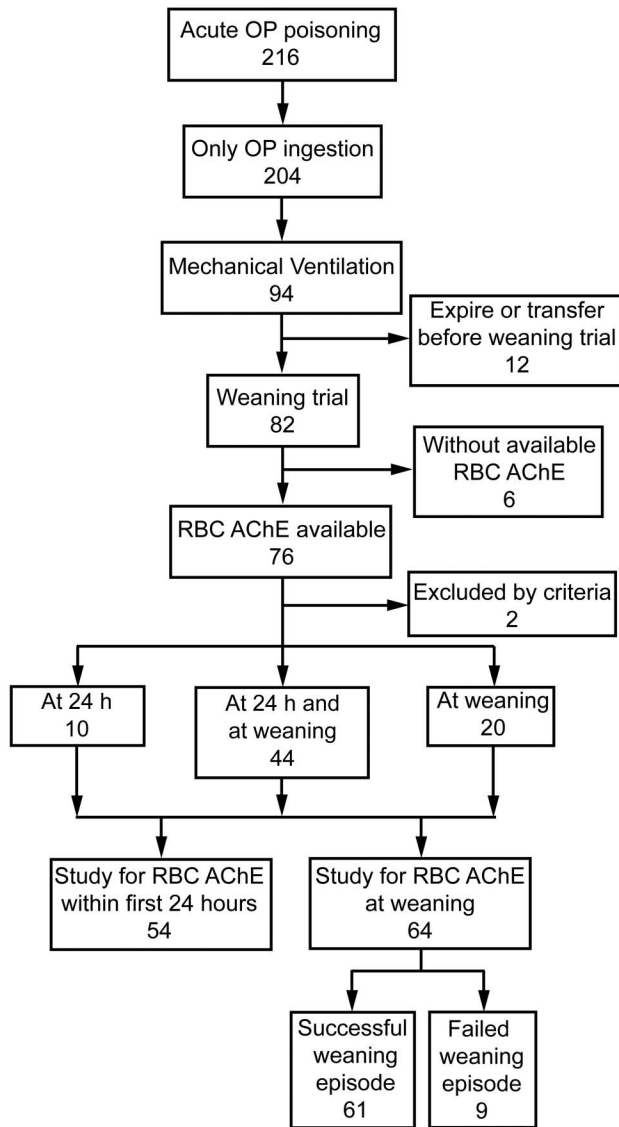 Acute OP poisoning
216
Only OP ingestion
204
Mechanical Ventilation
94
Expire or transfer
before weaning trial
12
Weaning trial
82
Without available
RBC AChE
6
RBC AChE available
76
Excluded by criteria
2
At 24 h
10
At 24 h and
at weaning
44
At weaning
20
Study for RBC AChE
within first 24 hours
54
Study for RBC AChE
at weaning
64
Successful
weaning
episode
61
Failed
weaning
episode
9